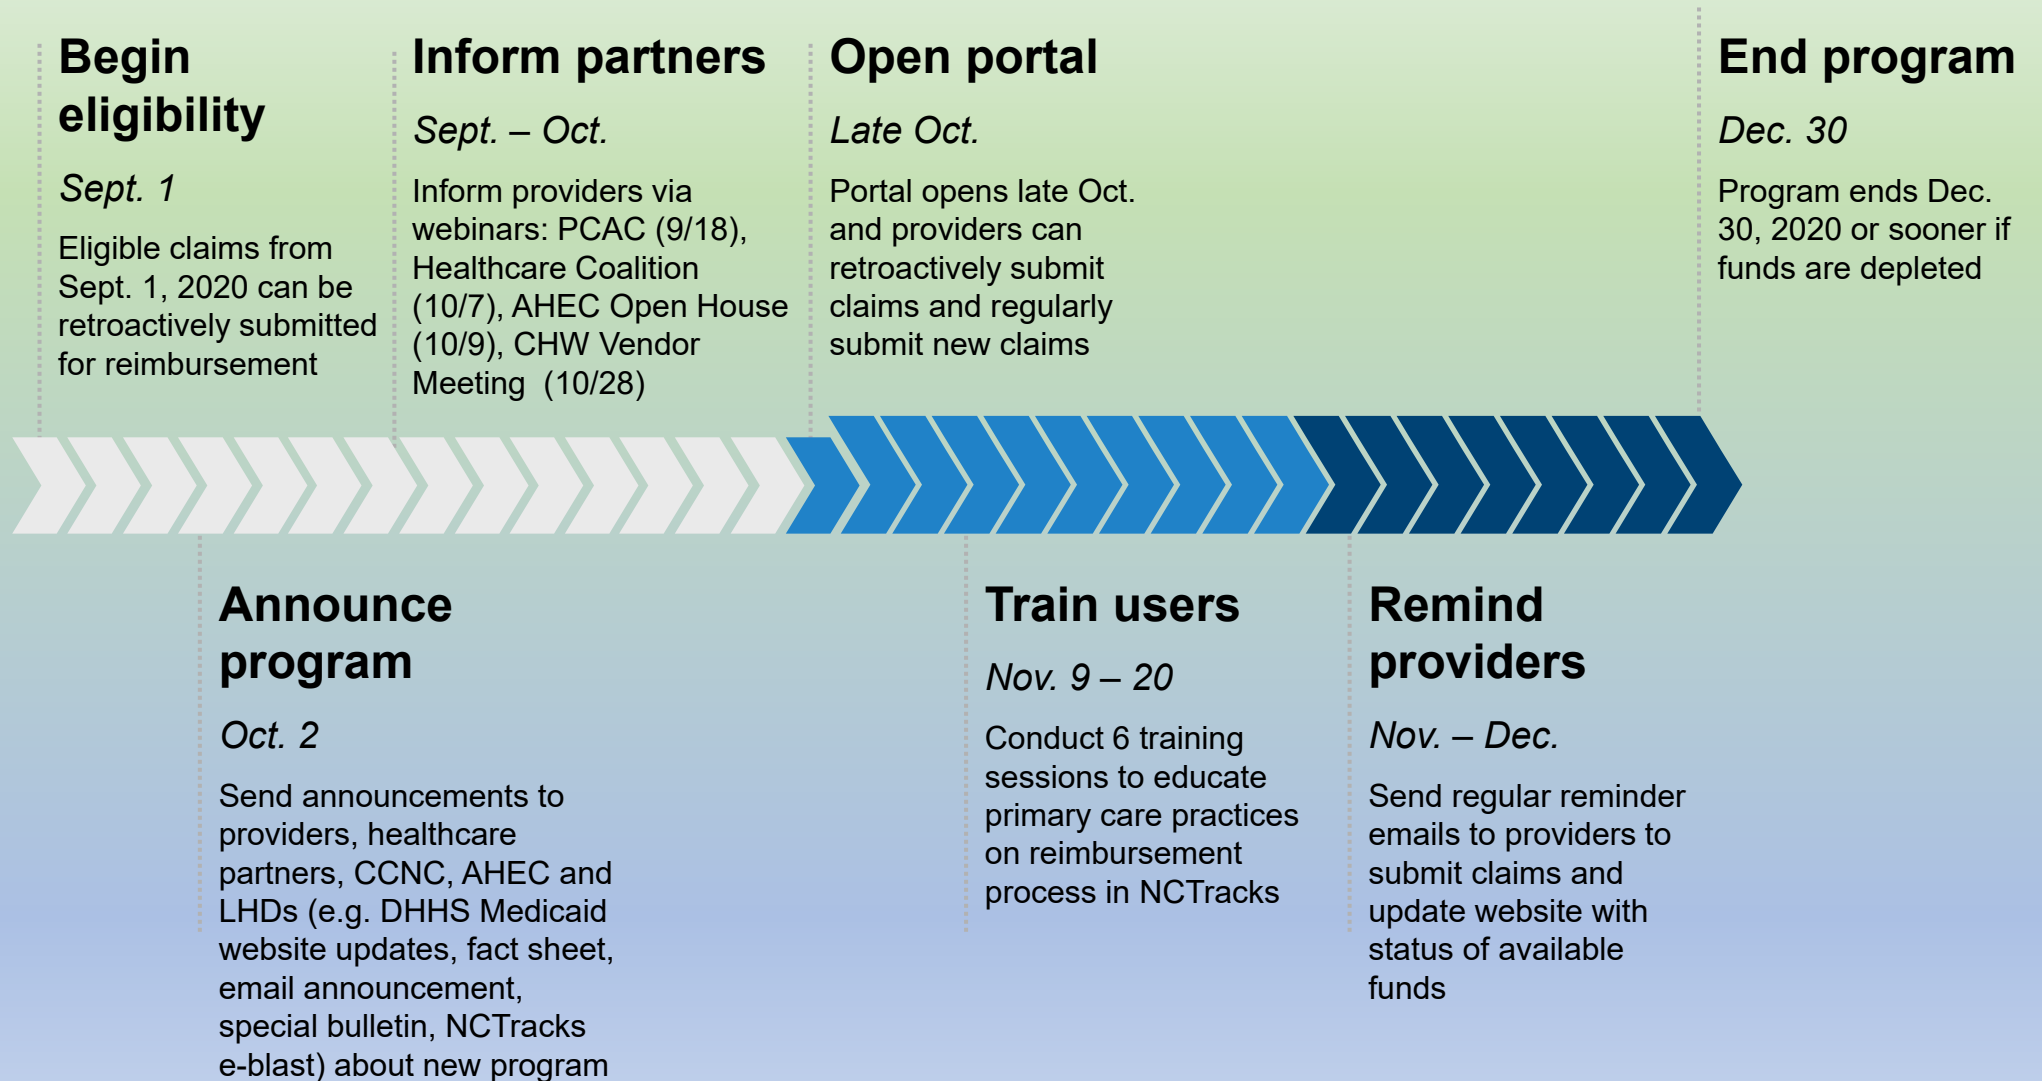 Begin
eligibility
Sept. 1
Eligible claims from
Sept. 1, 2020 can be
retroactively submitted
for reimbursement
Inform partners
Sept. – Oct.
Inform providers via
webinars: PCAC (9/18),
Healthcare Coalition
(10/7), AHEC Open House
(10/9), CHW Vendor
Meeting  (10/28)
Open portal
Late Oct.
Portal opens late Oct.
and providers can
retroactively submit
claims and regularly
submit new claims
End program
Dec. 30
Program ends Dec.
30, 2020 or sooner if
funds are depleted
Announce
program
Oct. 2
Send announcements to
providers, healthcare
partners, CCNC, AHEC and
LHDs (e.g. DHHS Medicaid
website updates, fact sheet,
email announcement,
special bulletin, NCTracks
e-blast) about new program
Train users
Nov. 9 – 20
Conduct 6 training
sessions to educate
primary care practices
on reimbursement
process in NCTracks
Remind
providers
Nov. – Dec.
Send regular reminder
emails to providers to
submit claims and
update website with
status of available
funds